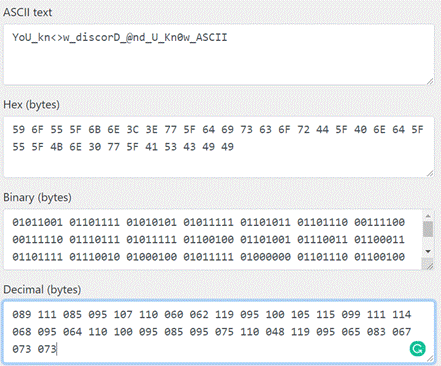 ASCII text
YoU_kn<>w_discorD_@nd_U_Kn0w_ASCII
Hex (bytes)
59 6F 55 5F 6B 6E 3C 3E 77 5F 64 69 73 63 6F 72 44 5F 40 6E 64 5F
55 5F 4B 6E 30 77 5F 41 53 43 49 49
Binary (bytes)
01011001 01101111 01010101 01011111 01101011 01101110 00111100
00111110 01110111 01011111 01100100 01101001 01110011 01100011
01101111 01110010 01000100 01011111 01000000 01101110 01100100
Decimal (bytes)
089 111 085 095 107 110 060 062 119 095 100 105 115 099 111 114
068 095 064 110 100 095 085 095 075 110 048 119 095 065 083 067
073 073